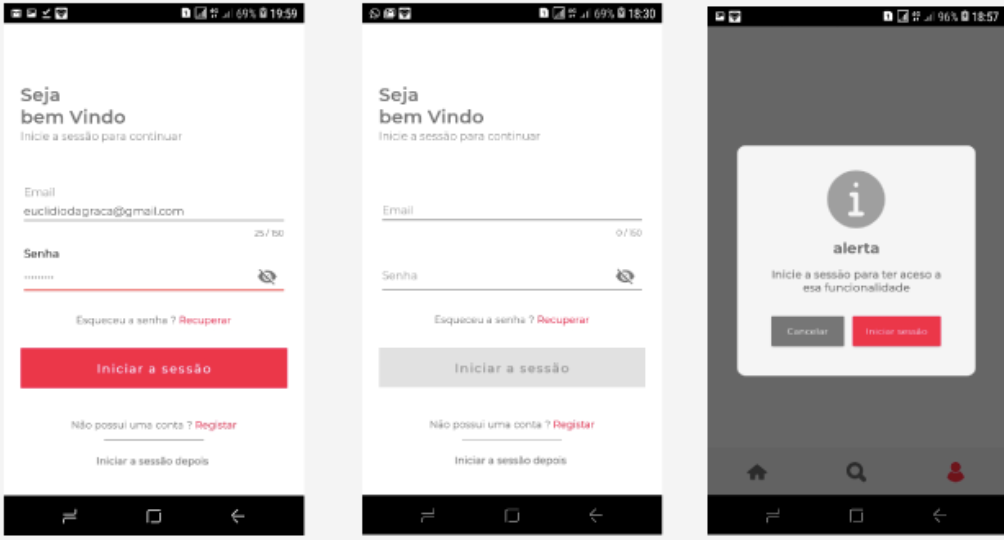 69% 19:59
Seja
bem Vindo
Inicie a sessão para continuar
Email
euclidiodagraca@gmail.com
25 / 150
Senha
Esqueceu a senha ? Recuperar
Iniciar a sessão
Não possui uma conta ? Registar
Iniciar a sessão depois
69% 18:30
Seja
bem Vindo
Inicie a sessão para continuar
Email
0 / 150
Senha
Esqueceu a senha ? Recuperar
Iniciar a sessão
Não possui uma conta ? Registar
Iniciar a sessão depois
96% 18:57
alerta
Inicie a sessão para ter aceso a
esa funcionalidade
Cancelar
Iniciar sessão